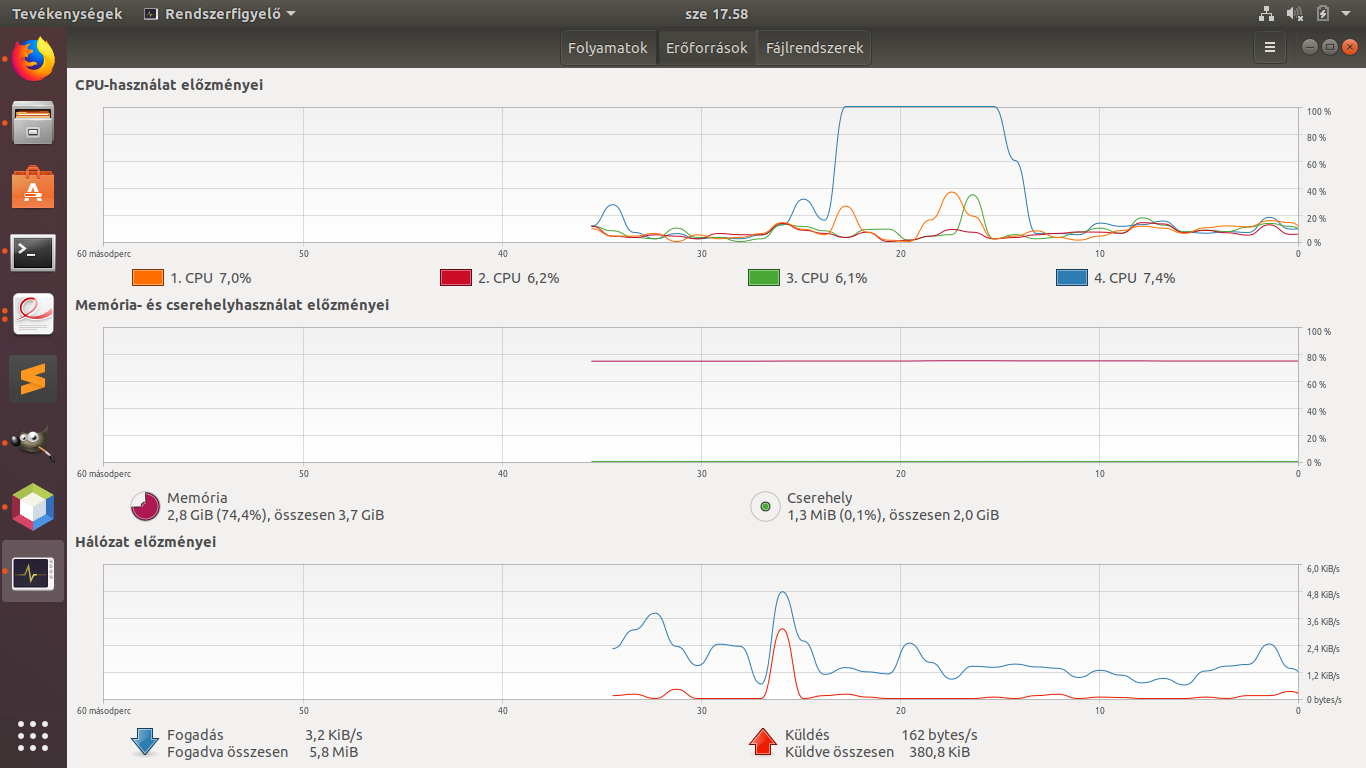 Tevékenységek
Rendszerfigyelő
sze 17.58
Folyamatok
Erőforrások
Fájlrendszerek
CPU-használat előzményei
100 %
80 %
60 %
40 %
20 %
0 %
60 másodperc
50
40
30
20
10
0
1. CPU 7,0%
2. CPU 6,2%
3. CPU 6,1%
4. CPU 7,4%
Memória- és cserehelyhasználat előzményei
100 %
80 %
60 %
40 %
20 %
0 %
60 másodperc
50
40
30
20
10
0
Memória
2,8 GiB (74,4%), összesen 3,7 GiB
Cserehely
1,3 MiB (0,1%), összesen 2,0 GiB
Hálózat előzményei
6,0 KiB/s
4,8 KiB/s
3,6 KiB/s
2,4 KiB/s
1,2 KiB/s
0 bytes/s
60 másodperc
50
40
30
20
10
0
Fogadás 3,2 KiB/s
Fogadva összesen 5,8 MiB
Küldés 162 bytes/s
Küldve összesen 380,8 KiB